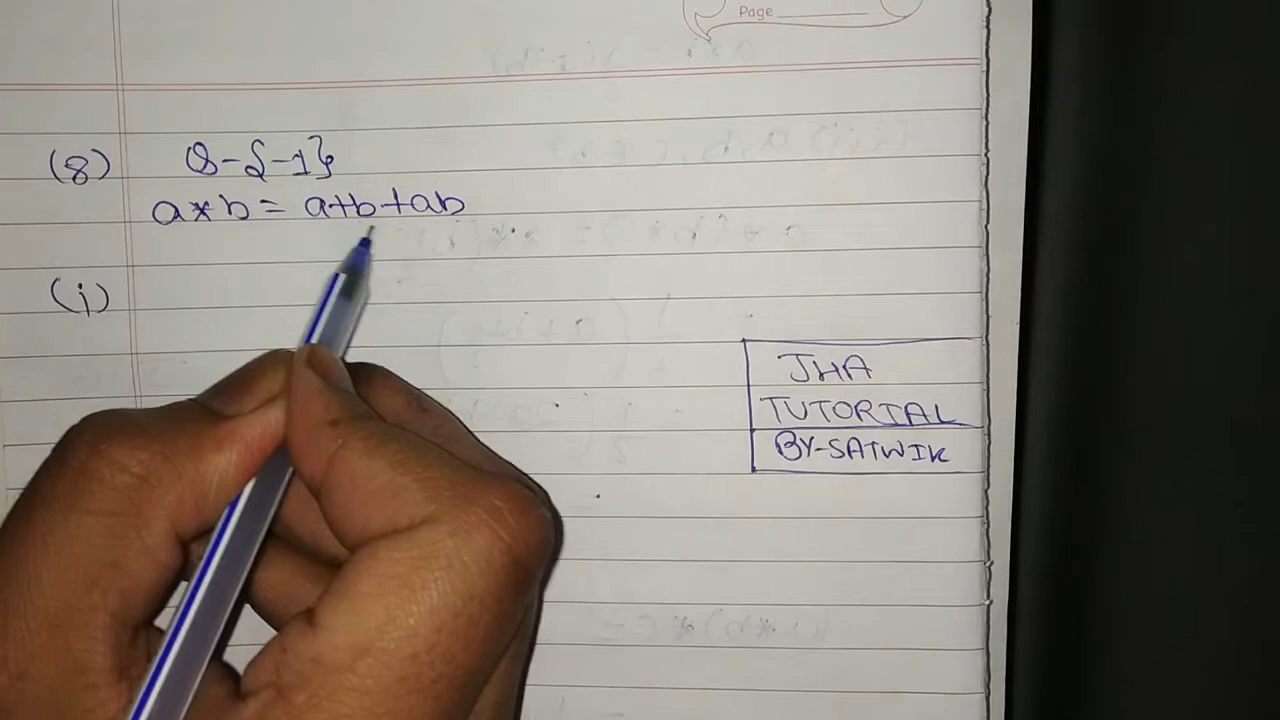 Page
(8) Q-{-1}
a*b = a+b+ab
(i)
JHA
TUTORIAL
BY-SATWIK